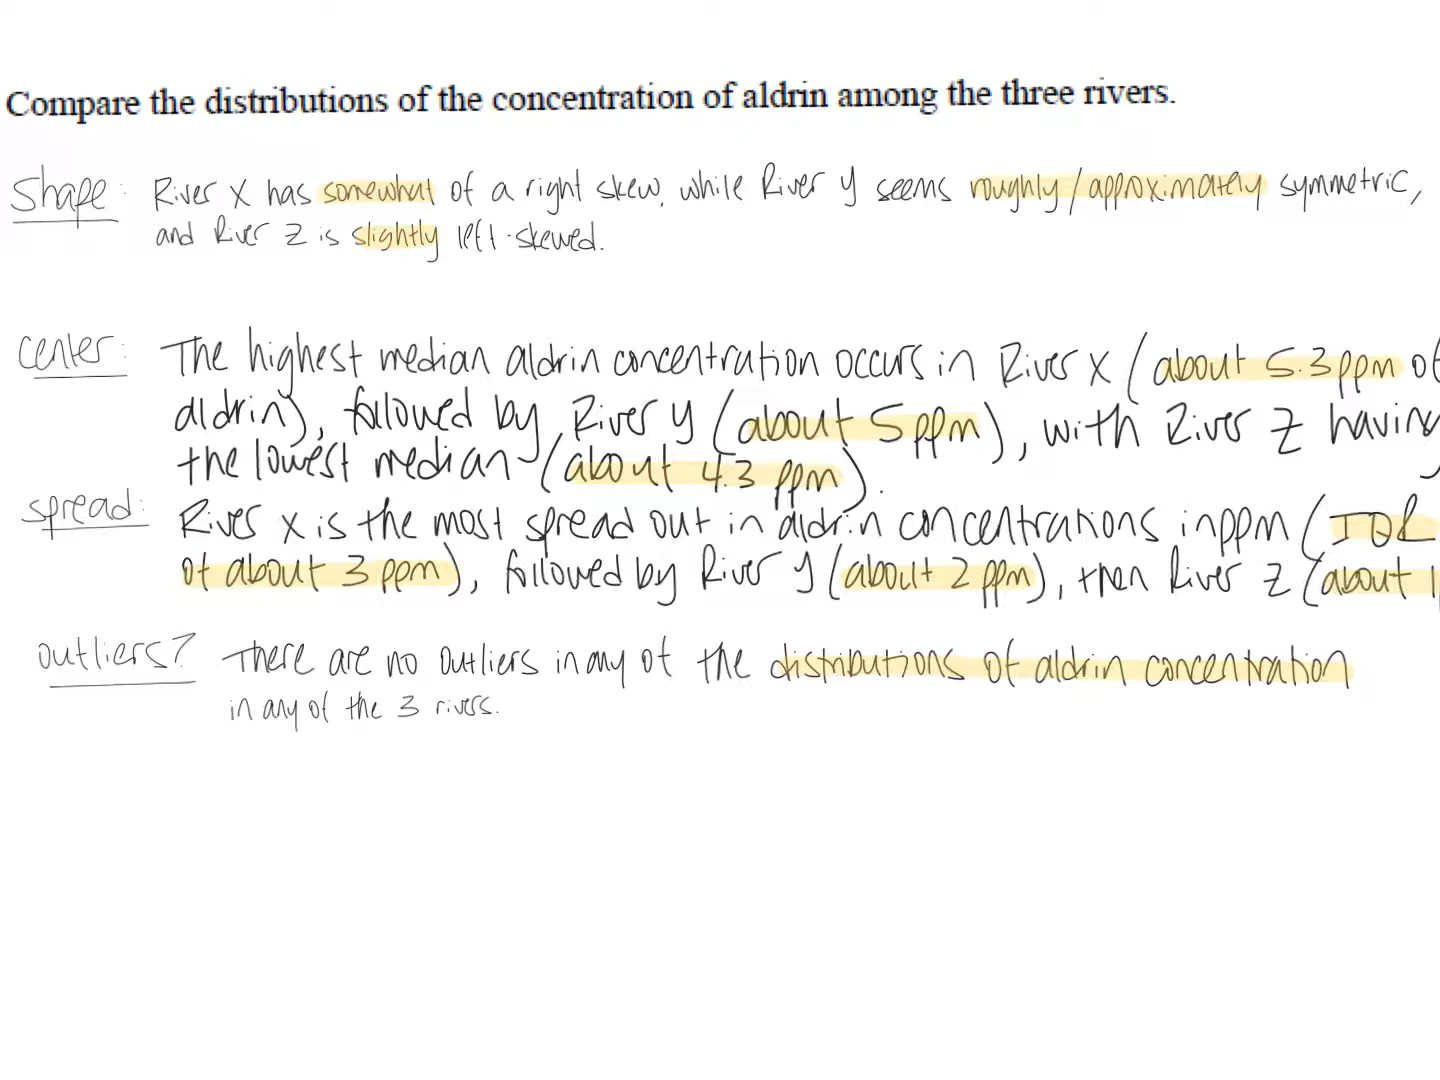 Compare the distributions of the concentration of aldrin among the three rivers.
Shape: River X has somewhat of a right skew, while River Y seems roughly/approximately symmetric,
and River Z is slightly left-skewed.
Center: The highest median aldrin concentration occurs in River X (about 5.3ppm of
aldrin), followed by River Y (about 5ppm), with River Z having
the lowest median (about 4.3 ppm).
spread: River X is the most spread out in aldrin concentrations in ppm (IQR
of about 3 ppm), followed by River Y (about 2 ppm), then River Z (about 1
outliers? There are no outliers in any of the distributions of aldrin concentration
in any of the 3 rivers.